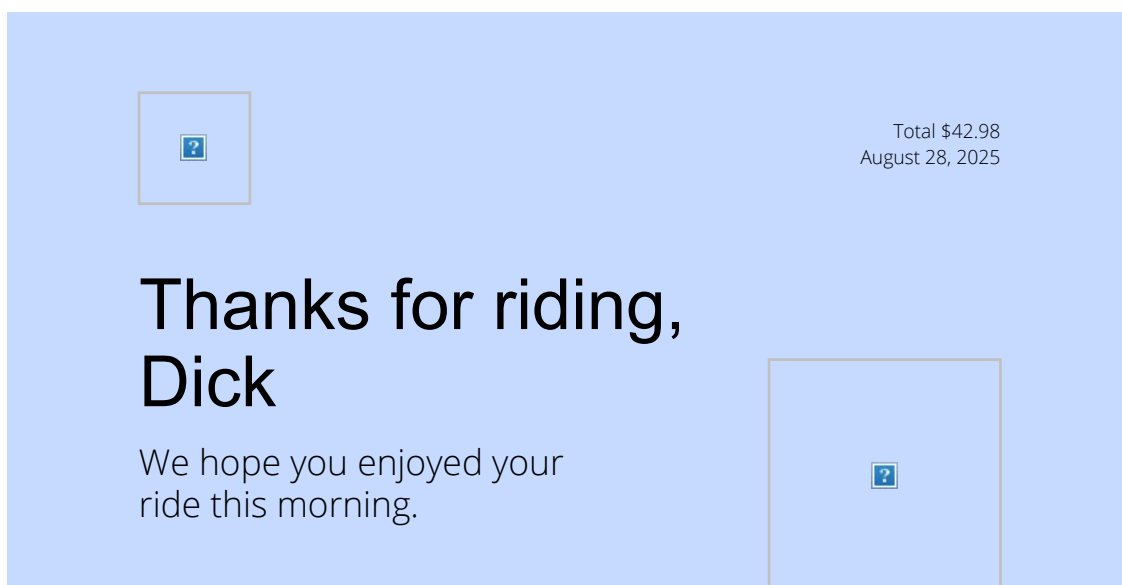 Total $42.98
August 28, 2025
Thanks for riding,
Dick
We hope you enjoyed your
ride this morning.